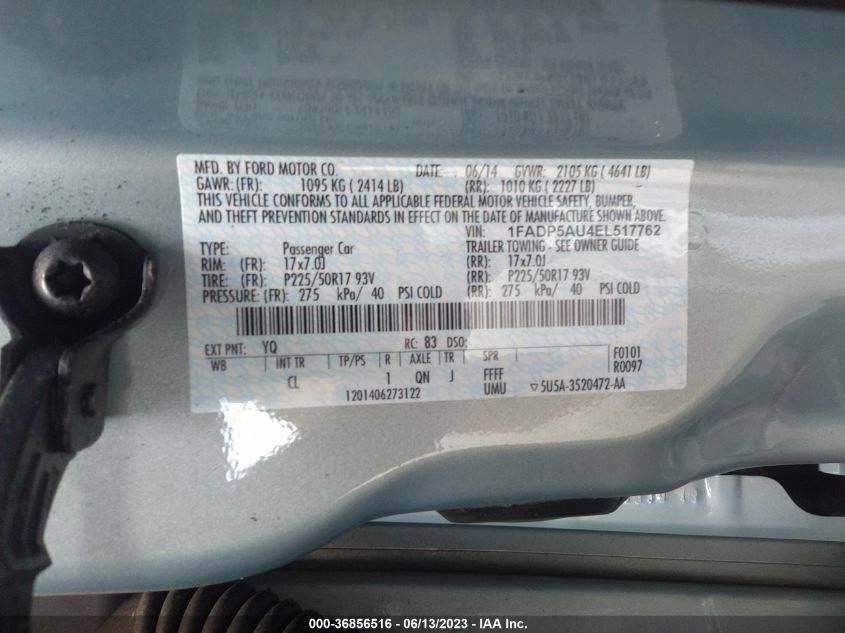 MFD. BY FORD MOTOR CO. DATE: 06/14 GVWR: 2105 KG ( 4641 LB)
GAWR: (FR): 1095 KG ( 2414 LB) (RR): 1010 KG ( 2227 LB)
THIS VEHICLE CONFORMS TO ALL APPLICABLE FEDERAL MOTOR VEHICLE SAFETY, BUMPER,
AND THEFT PREVENTION STANDARDS IN EFFECT ON THE DATE OF MANUFACTURE SHOWN ABOVE.
VIN: 1FADP5AU4EL517762
TYPE: Passenger Car TRAILER TOWING - SEE OWNER GUIDE
RIM: (FR): 17x7.0J (RR): 17x7.0J
TIRE: (FR): P225/50R17 93V (RR): P225/50R17 93V
PRESSURE: (FR): 275 kPa/ 40 PSI COLD (RR): 275 kPa/ 40 PSI COLD
EXT PNT: YQ RC: 83 DSO: F0101
WB INT TR TP/PS R AXLE TR SPR R0097
CL 1 QN J FFFF
1201406273122 UMU ▽5U5A-3520472-AA
000-36856516 - 06/13/2023 - IAA Inc.